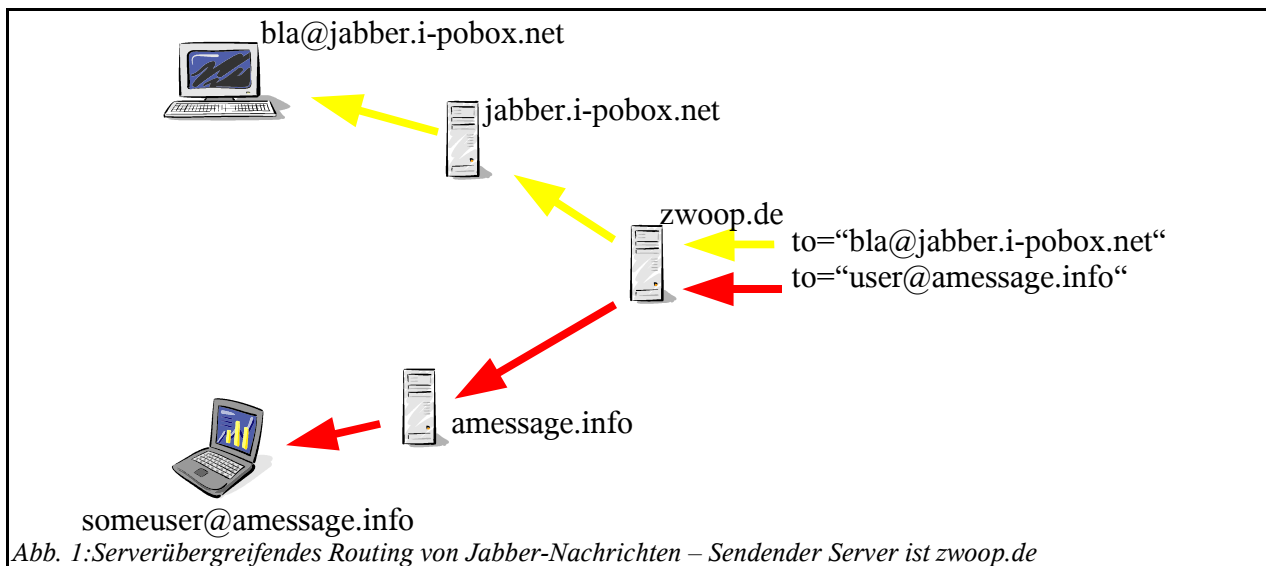 bla@jabber.i-pobox.net
jabber.i-pobox.net
zwoop.de
to=“bla@jabber.i-pobox.net“
to=“user@amessage.info“
amessage.info
someuser@amessage.info
Abb. 1:Serverübergreifendes Routing von Jabber-Nachrichten – Sendender Server ist zwoop.de